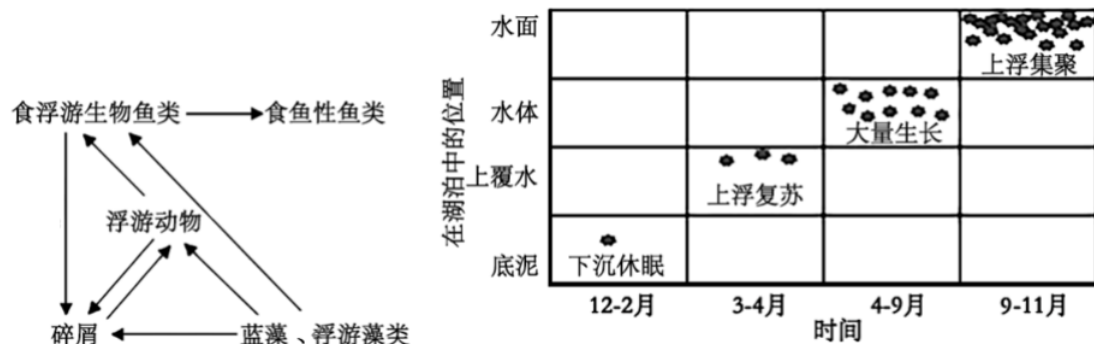 食浮游生物鱼类
食鱼性鱼类
浮游动物
碎屑
蓝藻、浮游藻类
在湖泊中的位置
水面
水体
上覆水
底泥
上浮集聚
大量生长
上浮复苏
下沉休眠
12-2月
3-4月
4-9月
9-11月
时间